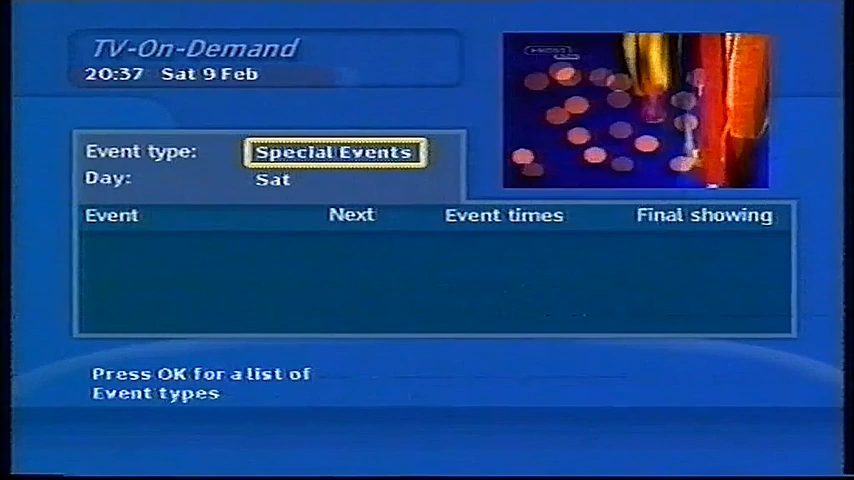 TV-On-Demand
20:37 Sat 9 Feb
Event type: Special Events
Day: Sat
Event Next Event times Final showing
Press OK for a list of
Event types